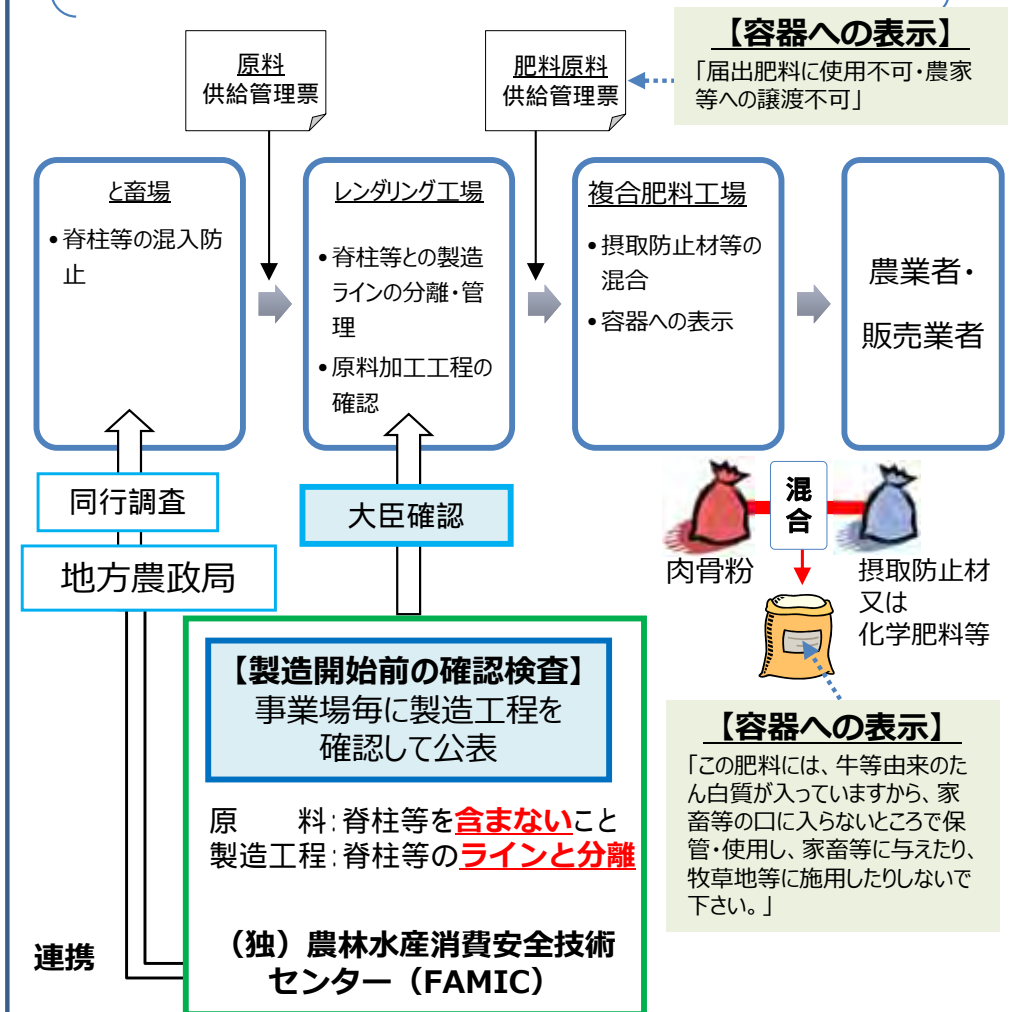 原料
供給管理票
肥料原料
供給管理票
【容器への表示】
「届出肥料に使用不可・農家
等への譲渡不可」
と畜場
•脊柱等の混入防
止
レンダリング工場
•脊柱等との製造
ラインの分離・管
理
•原料加工工程の
確認
複合肥料工場
•摂取防止材等の
混合
•容器への表示
農業者・
販売業者
同行調査
地方農政局
大臣確認
混
合
肉骨粉
摂取防止材
又は
化学肥料等
【製造開始前の確認検査】
事業場毎に製造工程を
確認して公表
原　　料：脊柱等を含まないこと
製造工程：脊柱等のラインと分離
（独）農林水産消費安全技術
センター（FAMIC）
連携
【容器への表示】
「この肥料には、牛等由来のた
ん白質が入っていますから、家
畜等の口に入らないところで保
管・使用し、家畜等に与えたり、
牧草地等に施用したりしないで
下さい。」